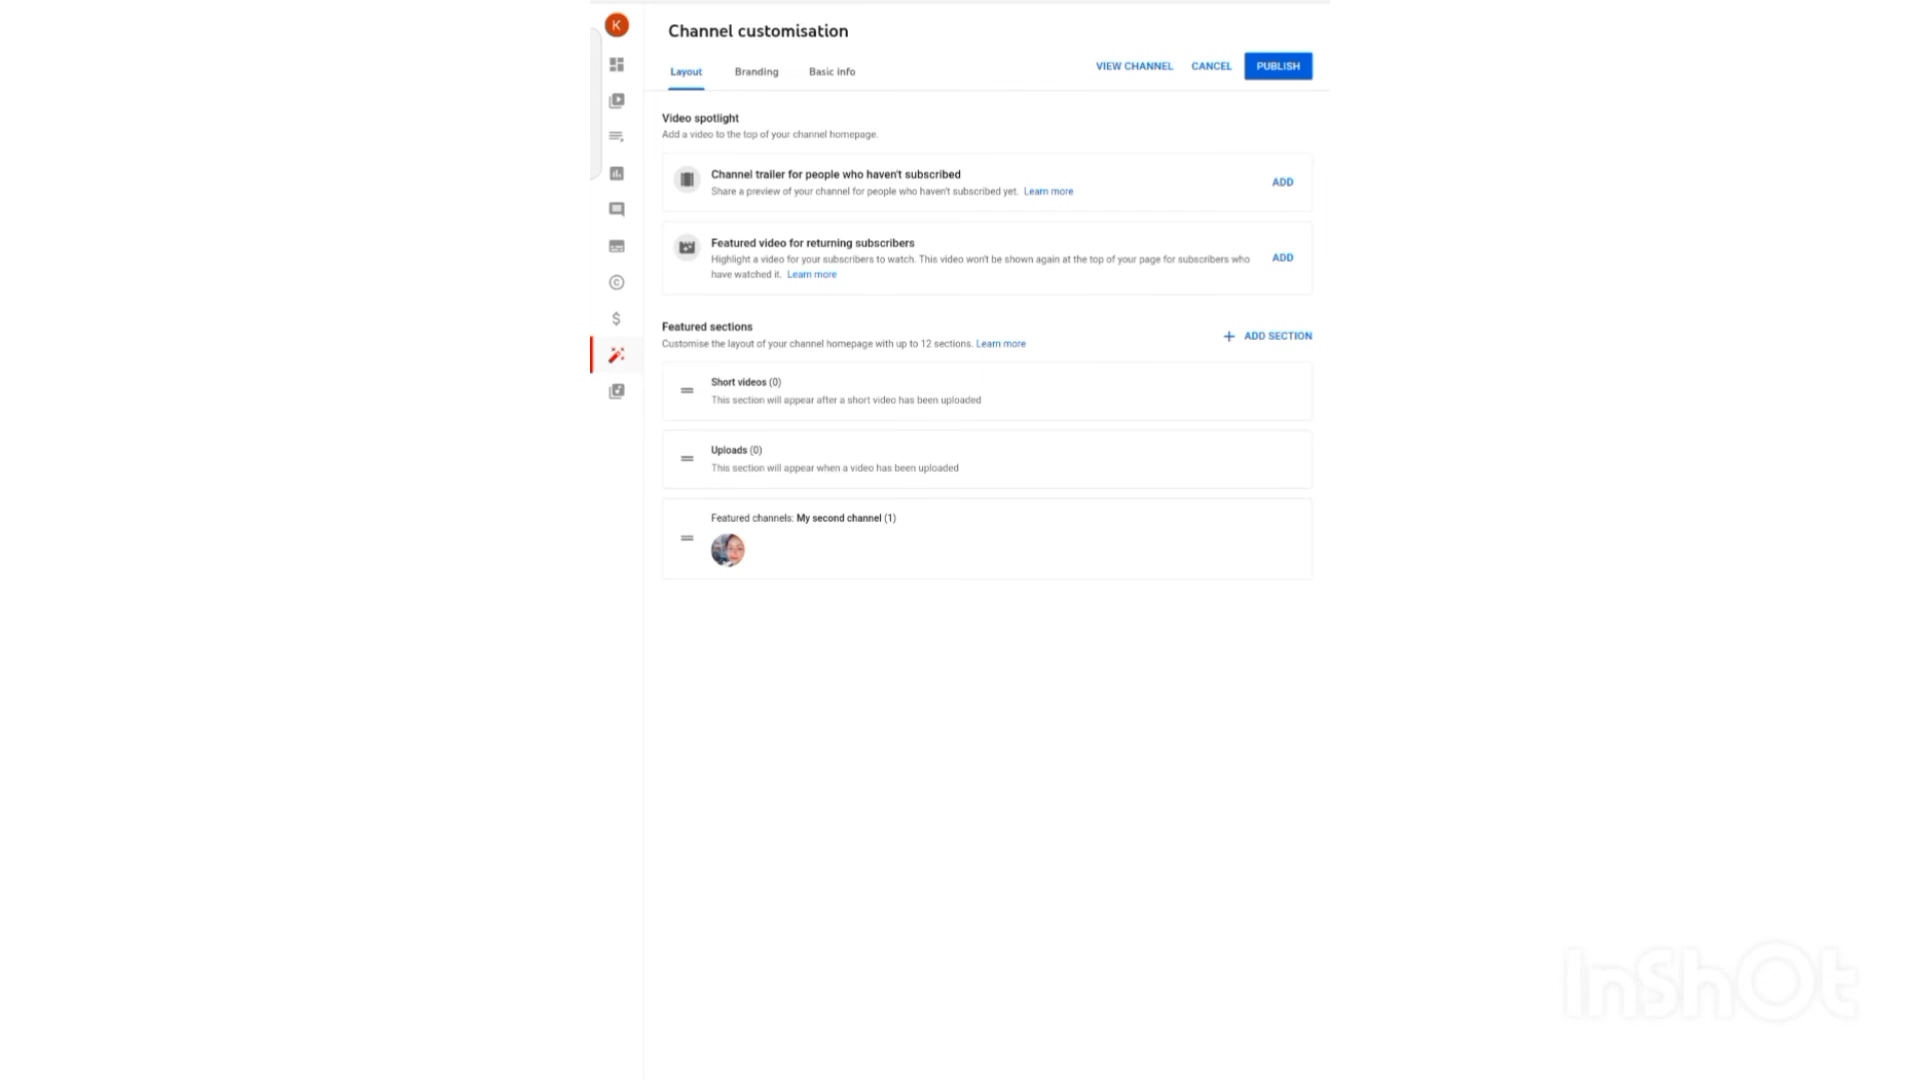 K
Channel customisation
Layout Branding Basic info
VIEW CHANNEL CANCEL PUBLISH
Video spotlight
Add a video to the top of your channel homepage.
Channel trailer for people who haven't subscribed
Share a preview of your channel for people who haven't subscribed yet. Learn more
ADD
Featured video for returning subscribers
Highlight a video for your subscribers to watch. This video won't be shown again at the top of your page for subscribers who
have watched it. Learn more
ADD
Featured sections
Customise the layout of your channel homepage with up to 12 sections. Learn more
+ ADD SECTION
Short videos (0)
This section will appear after a short video has been uploaded
Uploads (0)
This section will appear when a video has been uploaded
Featured channels: My second channel (1)
InShOt